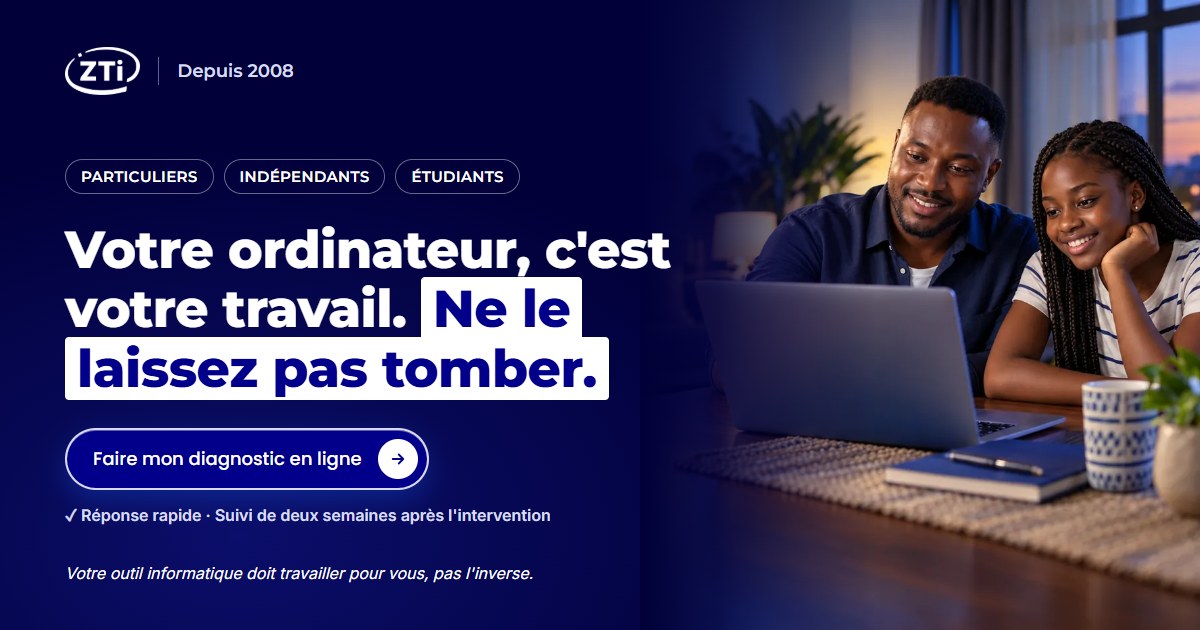 ZTi
Depuis 2008
PARTICULIERS
INDÉPENDANTS
ÉTUDIANTS
Votre ordinateur, c'est
votre travail. Ne le
laissez pas tomber.
Faire mon diagnostic en ligne →
✓ Réponse rapide · Suivi de deux semaines après l'intervention
Votre outil informatique doit travailler pour vous, pas l'inverse.